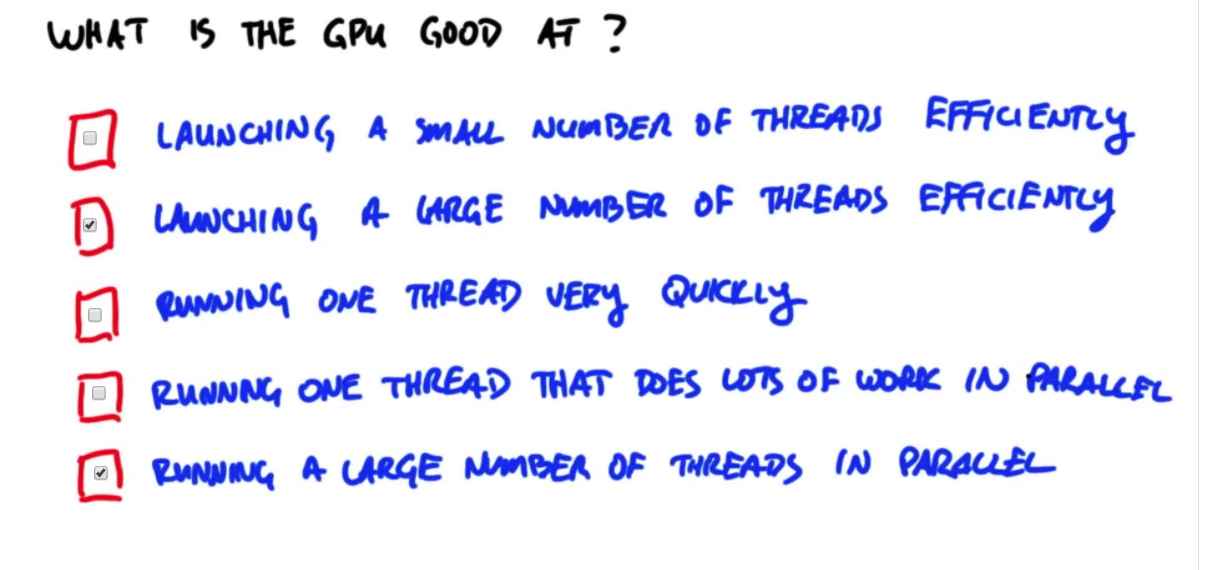 WHAT IS THE GPU GOOD AT ?
LAUNCHING A SMALL NUMBER OF THREADS EFFICIENTLY
LAUNCHING A LARGE NUMBER OF THREADS EFFICIENTLY
RUNNING ONE THREAD VERY QUICKLY
RUNNING ONE THREAD THAT DOES LOTS OF WORK IN PARALLEL
RUNNING A LARGE NUMBER OF THREADS IN PARALLEL